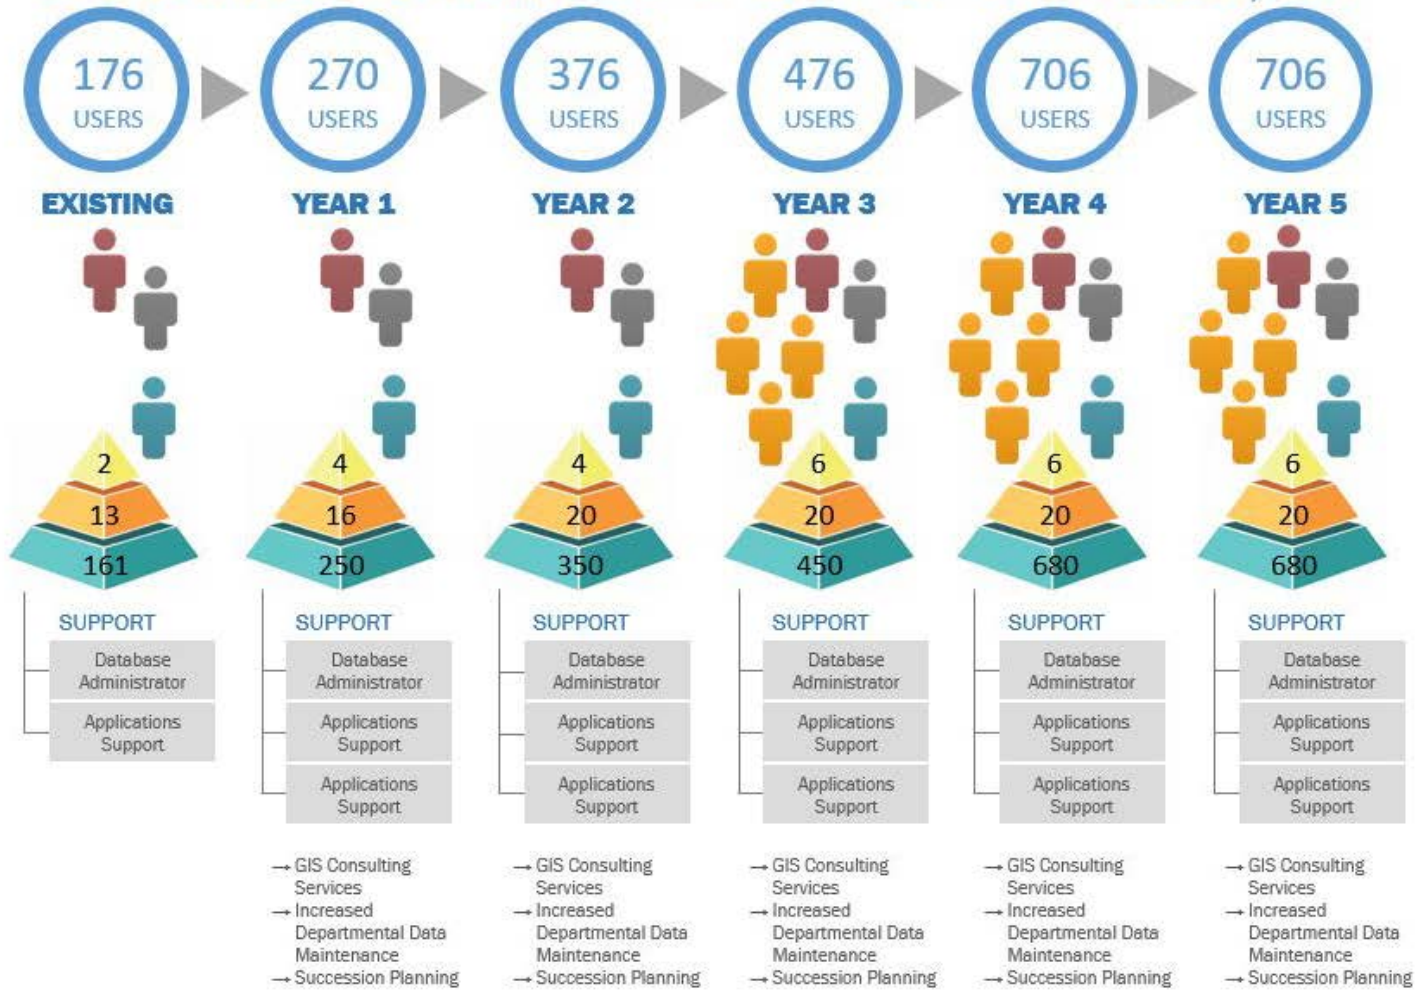 176
USERS
270
USERS
376
USERS
476
USERS
706
USERS
706
USERS
EXISTING
YEAR 1
YEAR 2
YEAR 3
YEAR 4
YEAR 5
2
13
161
4
16
250
4
20
350
6
20
450
6
20
680
6
20
680
SUPPORT
Database
Administrator
Applications
Support
SUPPORT
Database
Administrator
Applications
Support
Applications
Support
→ GIS Consulting
Services
→ Increased
Departmental Data
Maintenance
→ Succession Planning
SUPPORT
Database
Administrator
Applications
Support
Applications
Support
→ GIS Consulting
Services
→ Increased
Departmental Data
Maintenance
→ Succession Planning
SUPPORT
Database
Administrator
Applications
Support
Applications
Support
→ GIS Consulting
Services
→ Increased
Departmental Data
Maintenance
→ Succession Planning
SUPPORT
Database
Administrator
Applications
Support
Applications
Support
→ GIS Consulting
Services
→ Increased
Departmental Data
Maintenance
→ Succession Planning
SUPPORT
Database
Administrator
Applications
Support
Applications
Support
→ GIS Consulting
Services
→ Increased
Departmental Data
Maintenance
→ Succession Planning